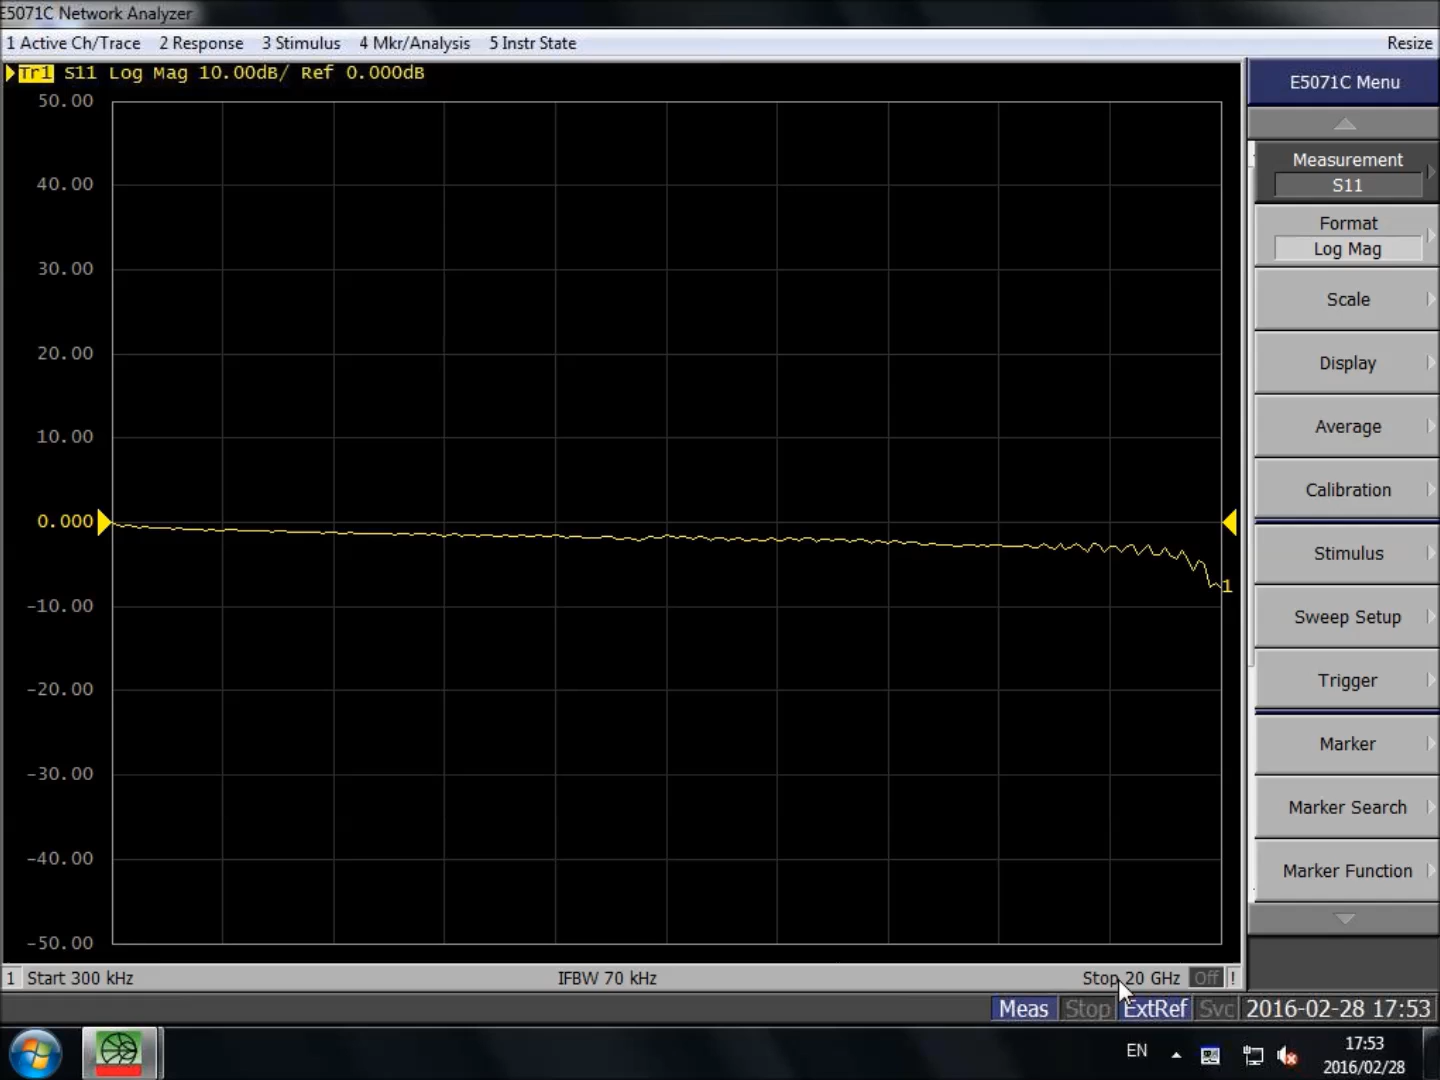 E5071C Network Analyzer
1 Active Ch/Trace 2 Response 3 Stimulus 4 Mkr/Analysis 5 Instr State Resize
Tr1 S11 Log Mag 10.00dB/ Ref 0.000dB
50.00
40.00
30.00
20.00
10.00
0.000
-10.00
-20.00
-30.00
-40.00
-50.00
1
E5071C Menu
Measurement
S11
Format
Log Mag
Scale
Display
Average
Calibration
Stimulus
Sweep Setup
Trigger
Marker
Marker Search
Marker Function
1 Start 300 kHz IFBW 70 kHz Stop 20 GHz Off !
Meas Stop ExtRef Svc 2016-02-28 17:53
EN 17:53
2016/02/28